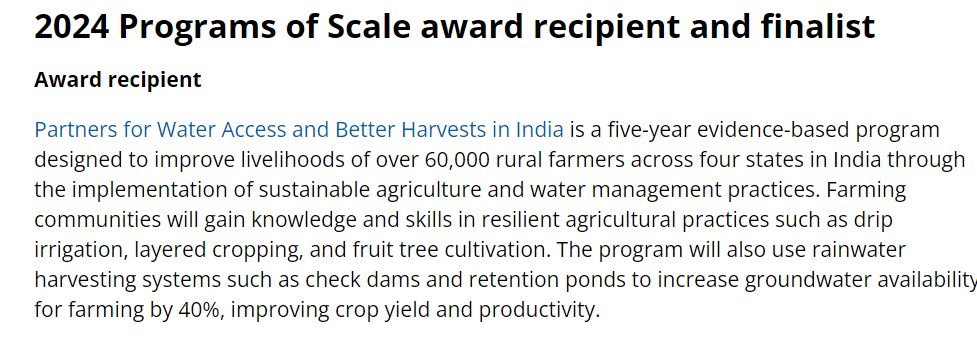 2024 Programs of Scale award recipient and finalist
Award recipient
Partners for Water Access and Better Harvests in India is a five-year evidence-based program
designed to improve livelihoods of over 60,000 rural farmers across four states in India through
the implementation of sustainable agriculture and water management practices. Farming
communities will gain knowledge and skills in resilient agricultural practices such as drip
irrigation, layered cropping, and fruit tree cultivation. The program will also use rainwater
harvesting systems such as check dams and retention ponds to increase groundwater availability
for farming by 40%, improving crop yield and productivity.